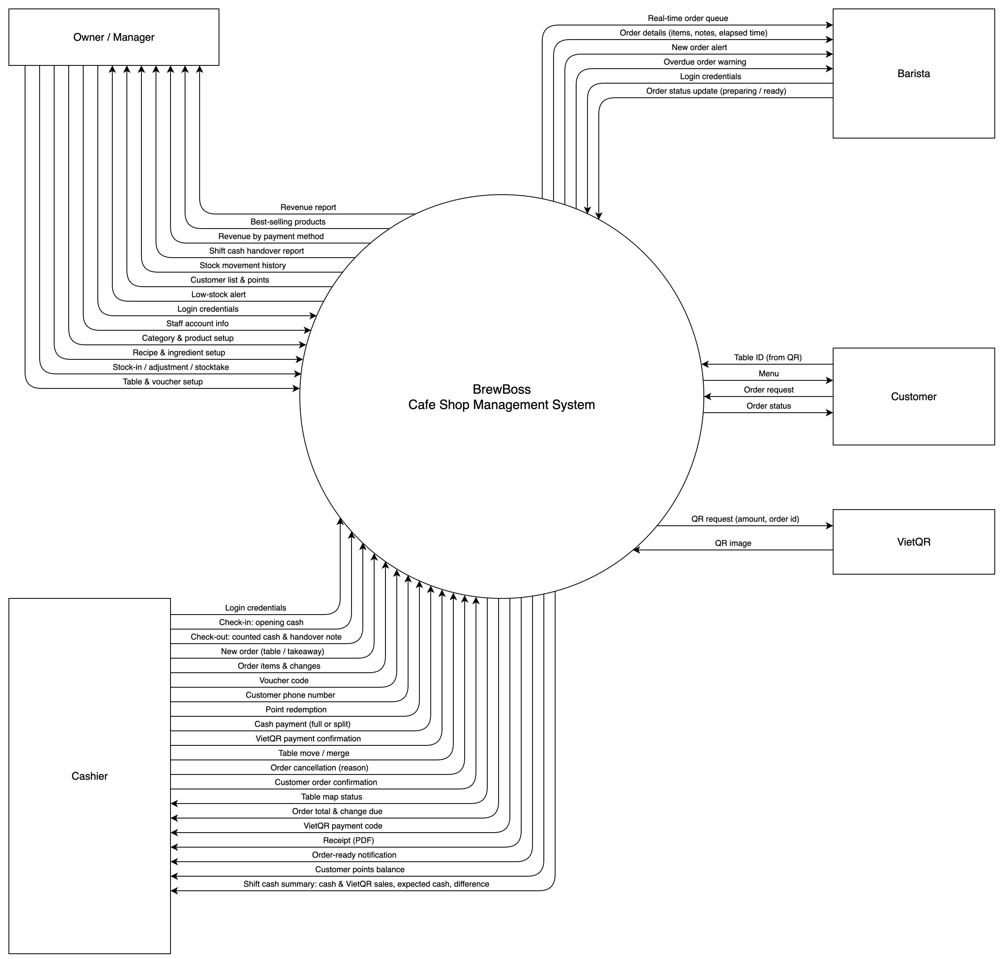 Owner / Manager
Real-time order queue
Order details (items, notes, elapsed time)
New order alert
Overdue order warning
Login credentials
Order status update (preparing / ready)
Barista
Revenue report
Best-selling products
Revenue by payment method
Shift cash handover report
Stock movement history
Customer list & points
Low-stock alert
Login credentials
Staff account info
Category & product setup
Recipe & ingredient setup
Stock-in / adjustment / stocktake
Table & voucher setup
BrewBoss
Cafe Shop Management System
Table ID (from QR)
Menu
Order request
Order status
Customer
QR request (amount, order id)
QR image
VietQR
Login credentials
Check-in: opening cash
Check-out: counted cash & handover note
New order (table / takeaway)
Order items & changes
Voucher code
Customer phone number
Point redemption
Cash payment (full or split)
VietQR payment confirmation
Table move / merge
Order cancellation (reason)
Customer order confirmation
Table map status
Order total & change due
VietQR payment code
Receipt (PDF)
Order-ready notification
Customer points balance
Shift cash summary: cash & VietQR sales, expected cash, difference
Cashier